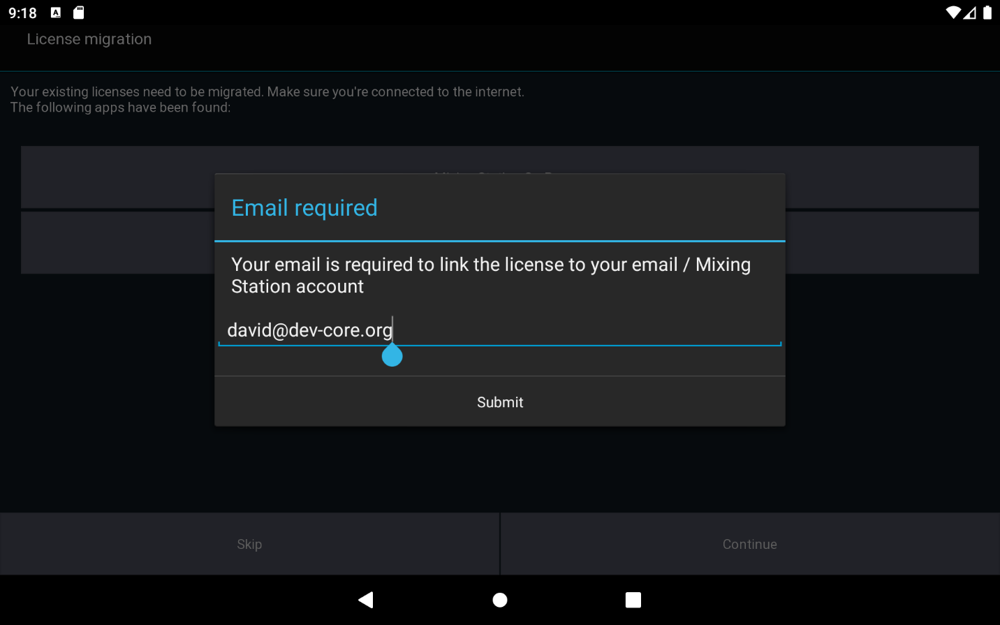 9:18
License migration
Your existing licenses need to be migrated. Make sure you're connected to the internet.
The following apps have been found:
Email required
Your email is required to link the license to your email / Mixing
Station account
david@dev-core.org
Submit
Skip
Continue